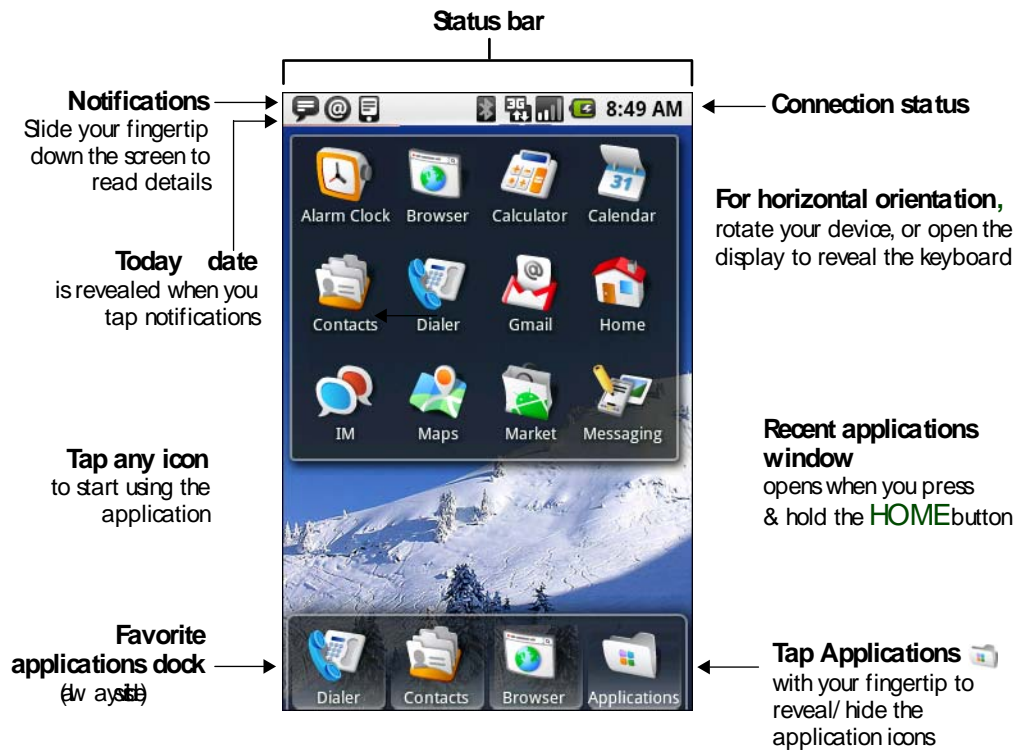 Status bar
Notifications
Slide your fingertip
down the screen to
read details
8:49 AM
Connection status
Alarm Clock Browser Calculator Calendar
For horizontal orientation,
rotate your device, or open the
display to reveal the keyboard
Today date
is revealed when you
tap notifications
Contacts Dialer Gmail Home
IM Maps Market Messaging
Tap any icon
to start using the
application
Recent applications
window
opens when you press
& hold the HOME button
Favorite
applications dock
Dialer Contacts Browser Applications
Tap Applications
with your fingertip to
reveal/ hide the
application icons
3G
31